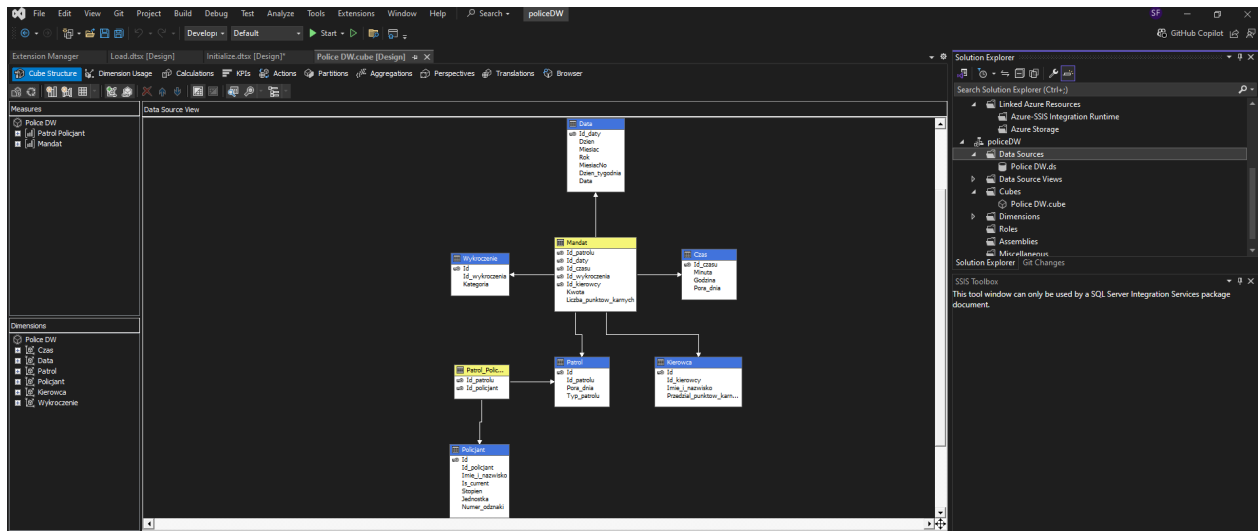 File Edit View Git Project Build Debug Test Analyze Tools Extensions Window Help Search policeDW SF
Developi Default Start GitHub Copilot
Extension Manager Load.dtsx [Design] Initialize.dtsx [Design]* Police DW.cube [Design]
Cube Structure Dimension Usage Calculations KPIs Actions Partitions Aggregations Perspectives Translations Browser
Measures
Police DW
Patrol Policjant
Mandat
Dimensions
Police DW
Czas
Data
Patrol
Policjant
Kierowca
Wykroczenie
Data Source View
Data
Id_daty
Dzien
Miesiac
Rok
MiesiacNo
Dzien_tygodnia
Data
Wykroczenie
Id
Id_wykroczenia
Kategoria
Mandat
Id_patrolu
Id_daty
Id_czasu
Id_wykroczenia
Id_kierowcy
Kwota
Liczba_punktow_karnych
Czas
Id_czasu
Minuta
Godzina
Pora_dnia
Patrol_Polic...
Id_patrolu
Id_policjant
Patrol
Id
Id_patrolu
Pora_dnia
Typ_patrolu
Kierowca
Id
Id_kierowcy
Imie_i_nazwisko
Przedzial_punktow_karn...
Policjant
Id
Id_policjant
Imie_i_nazwisko
Is_current
Stopien
Jednostka
Numer_odznaki
Solution Explorer
Search Solution Explorer (Ctrl+;)
Linked Azure Resources
Azure-SSIS Integration Runtime
Azure Storage
policeDW
Data Sources
Police DW.ds
Data Source Views
Cubes
Police DW.cube
Dimensions
Roles
Assemblies
Miscellaneous
Solution Explorer Git Changes
SSIS Toolbox
This tool window can only be used by a SQL Server Integration Services package
document.